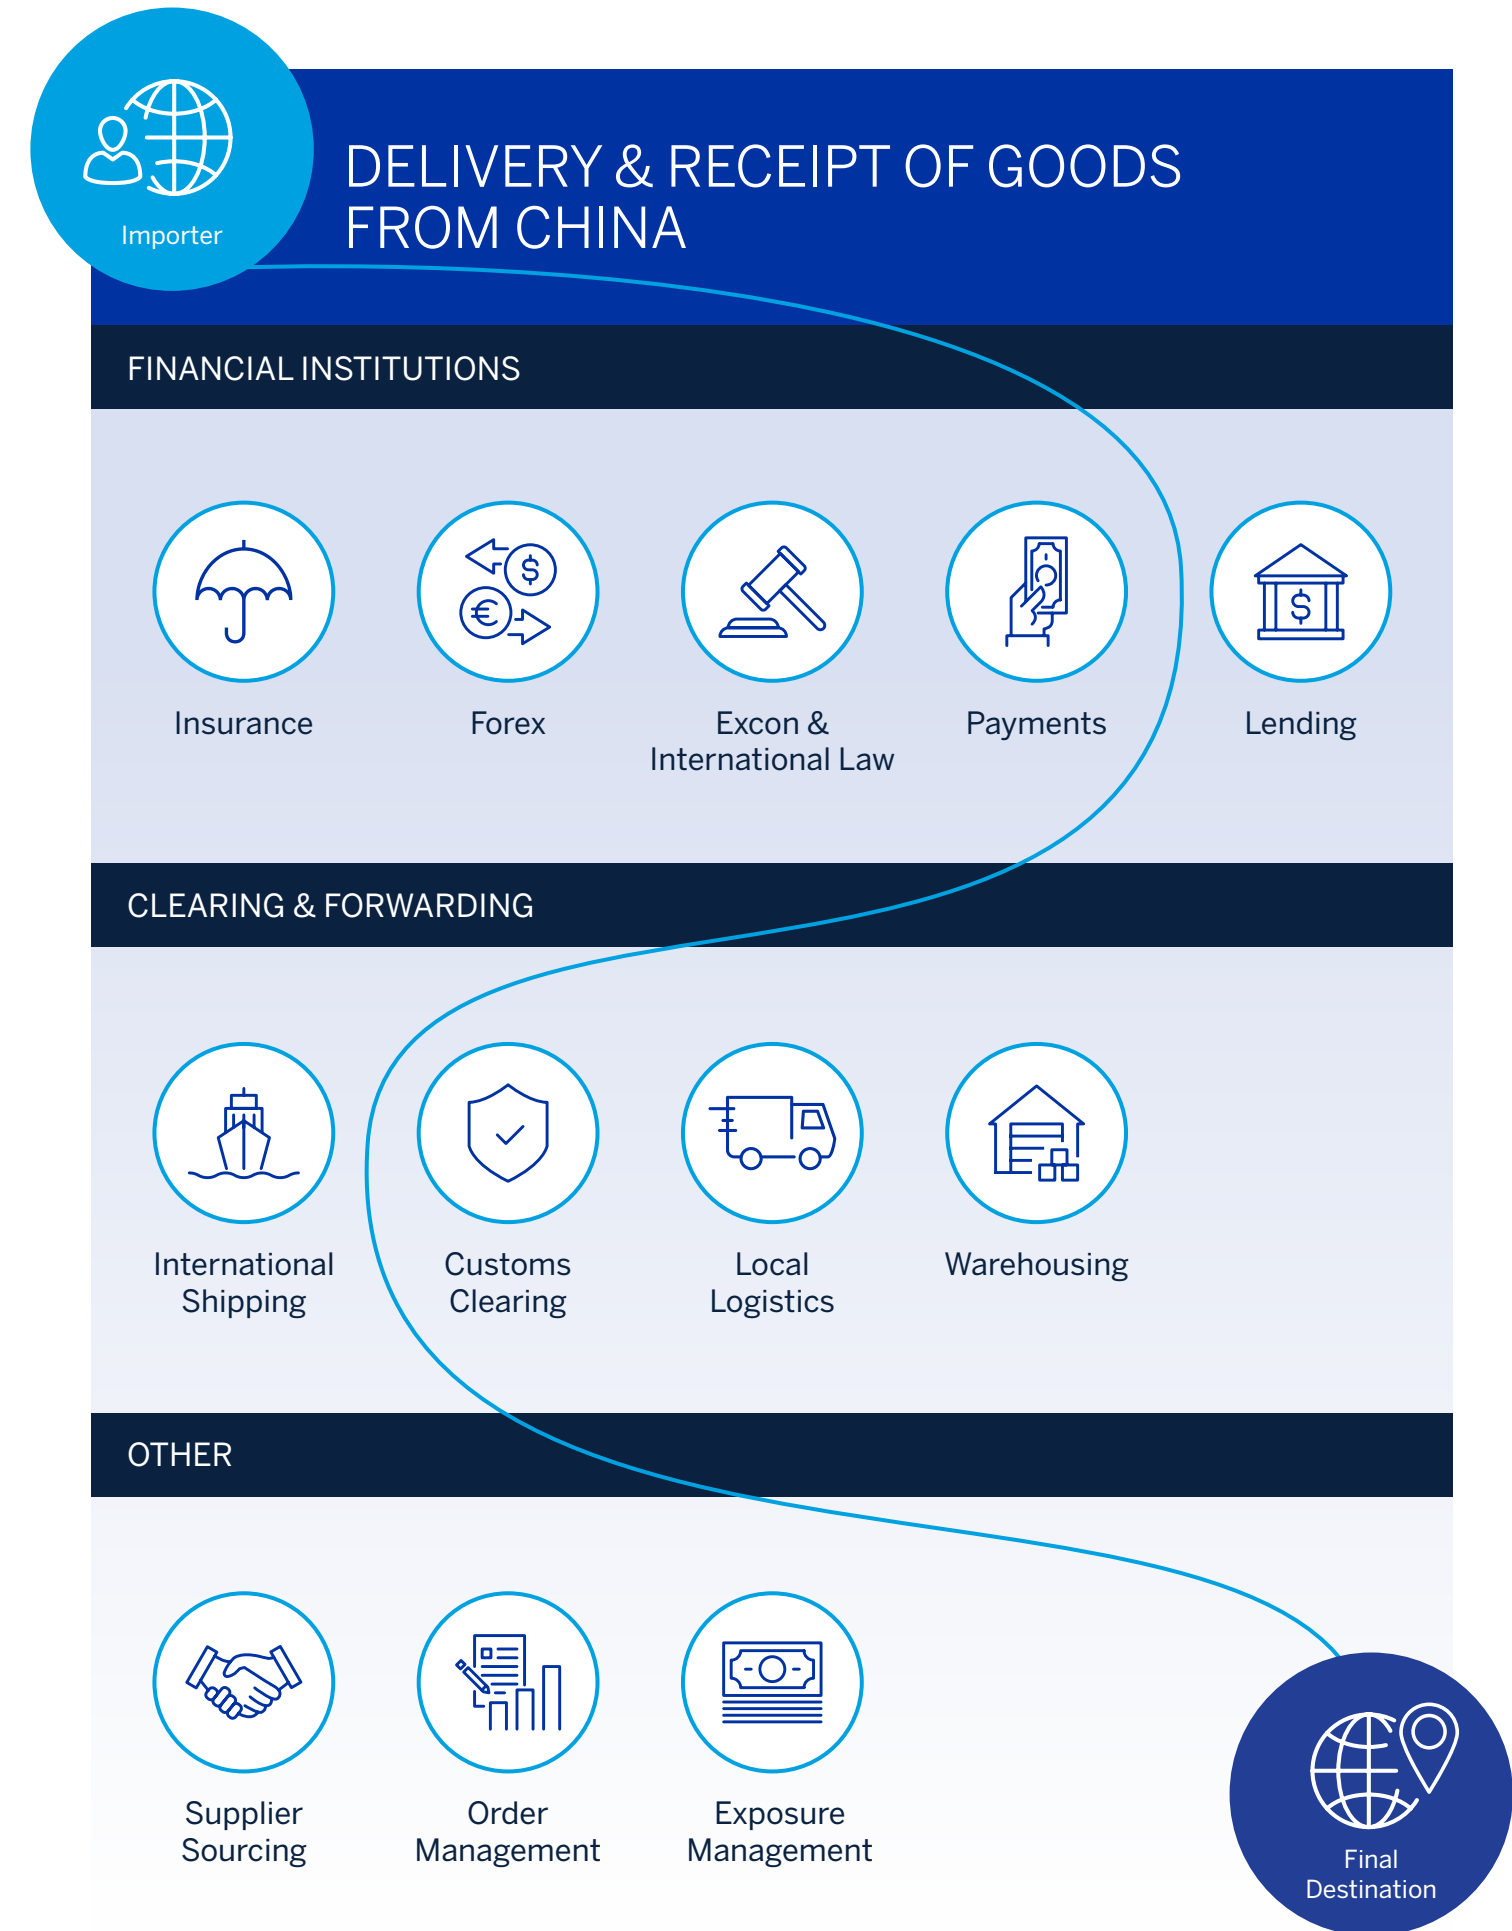 Importer
DELIVERY & RECEIPT OF GOODS
FROM CHINA
FINANCIAL INSTITUTIONS
$
€
$
Insurance
Forex
Excon &
International Law
Payments
Lending
CLEARING & FORWARDING
International
Shipping
Customs
Clearing
Local
Logistics
Warehousing
OTHER
Supplier
Sourcing
Order
Management
Exposure
Management
Final
Destination